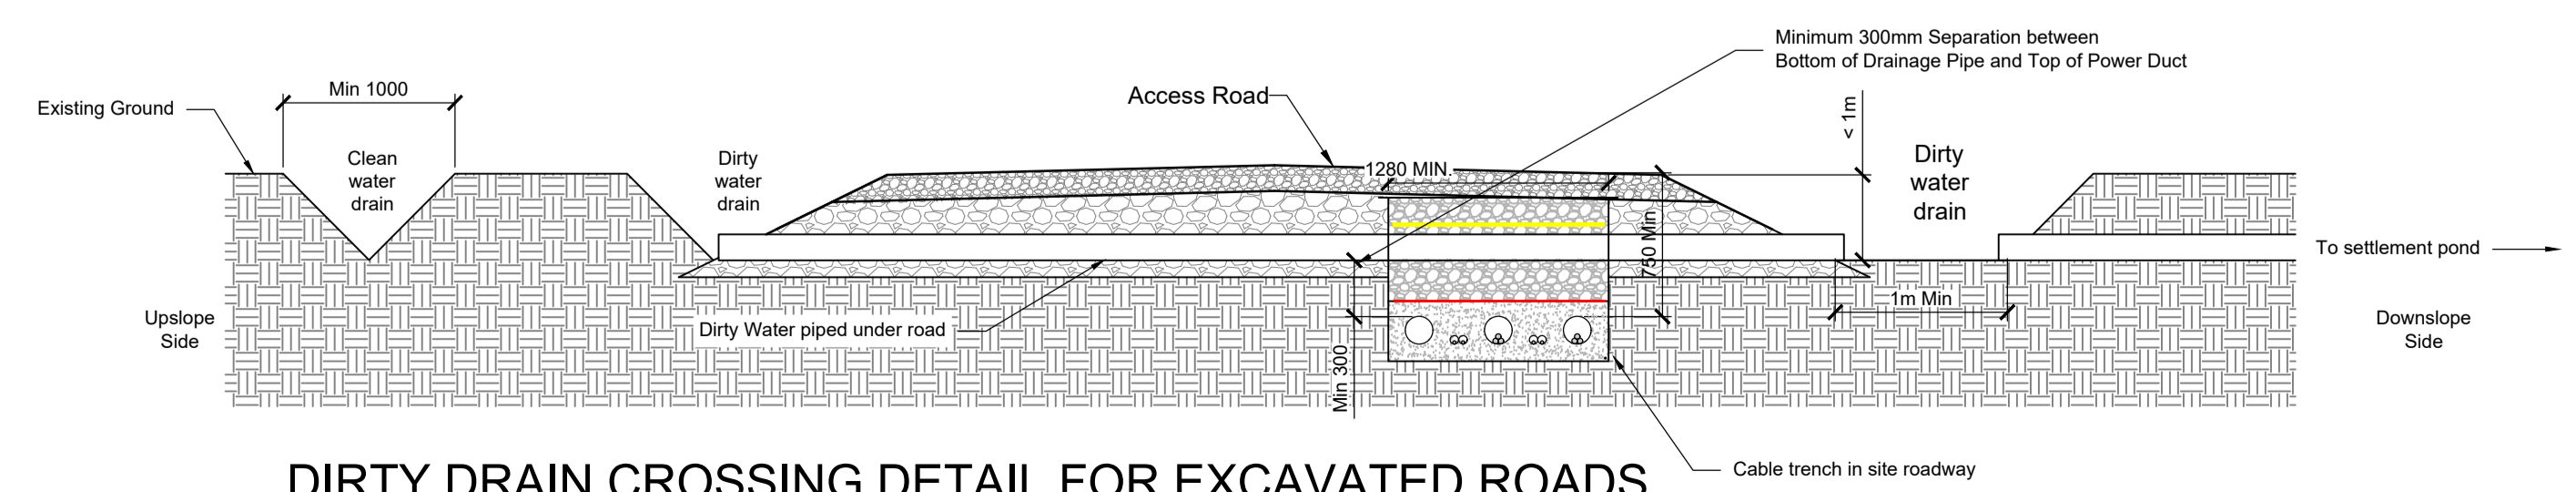 Minimum 300mm Separation between
Bottom of Drainage Pipe and Top of Power Duct
Existing Ground
Min 1000
Access Road
< 1m
Clean
water
drain
Dirty
water
drain
1280 MIN.
Dirty
water
drain
750 Min
To settlement pond
1m Min
Upslope
Side
Dirty Water piped under road
Min 300
Downslope
Side
Cable trench in site roadway
DIRTY DRAIN CROSSING DETAIL FOR EXCAVATED ROADS